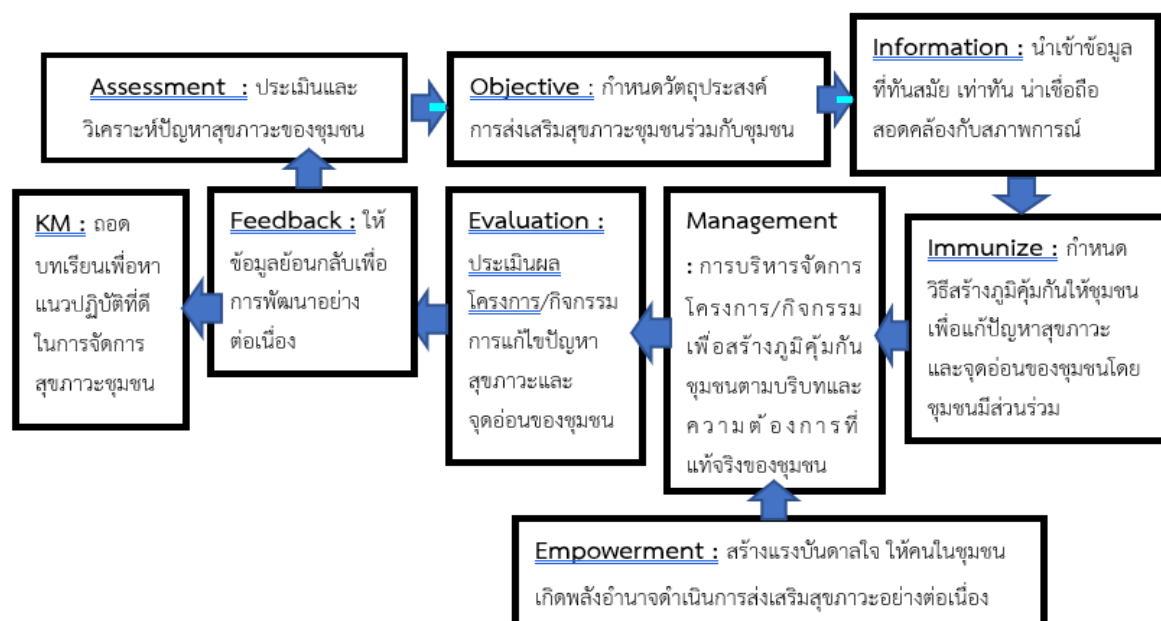 Assessment : ประเมินและ
วิเคราะห์ปัญหาสุขภาวะของชุมชน
Objective : กำหนดวัตถุประสงค์
การส่งเสริมสุขภาวะชุมชนร่วมกับชุมชน
Information : นำเข้าข้อมูล
ที่ทันสมัย เท่าทัน น่าเชื่อถือ
สอดคล้องกับสภาพการณ์
Immunize : กำหนด
วิธีสร้างภูมิคุ้มกันให้ชุมชน
เพื่อแก้ปัญหาสุขภาวะ
และจุดอ่อนของชุมชนโดย
ชุมชนมีส่วนร่วม
Management
: การบริหารจัดการ
โครงการ/กิจกรรม
เพื่อสร้างภูมิคุ้มกัน
ชุมชนตามบริบทและ
ความต้องการที่
แท้จริงของชุมชน
Empowerment : สร้างแรงบันดาลใจ ให้คนในชุมชน
เกิดพลังอำนาจดำเนินการส่งเสริมสุขภาวะอย่างต่อเนื่อง
Evaluation :
ประเมินผล
โครงการ/กิจกรรม
การแก้ไขปัญหา
สุขภาวะและ
จุดอ่อนของชุมชน
Feedback : ให้
ข้อมูลย้อนกลับเพื่อ
การพัฒนาอย่าง
ต่อเนื่อง
KM : ถอด
บทเรียนเพื่อหา
แนวปฏิบัติที่ดี
ในการจัดการ
สุขภาวะชุมชน